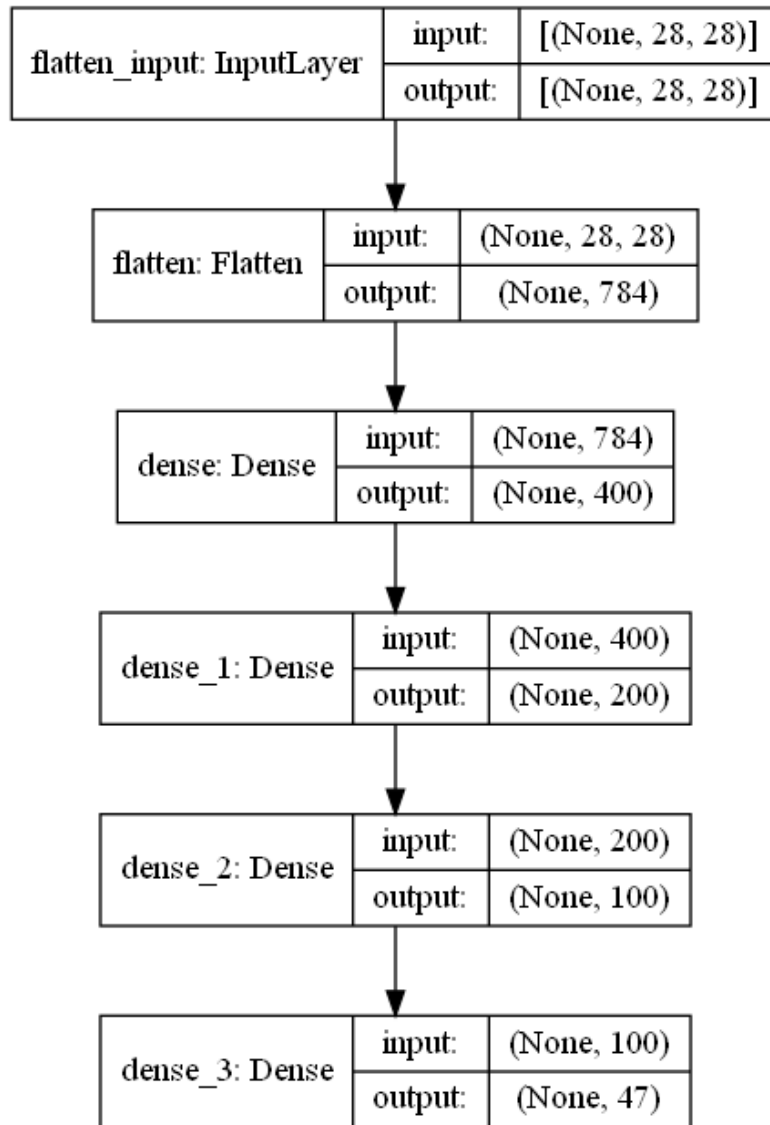 flatten_input: InputLayer
input: [(None, 28, 28)]
output: [(None, 28, 28)]
flatten: Flatten
input: (None, 28, 28)
output: (None, 784)
dense: Dense
input: (None, 784)
output: (None, 400)
dense_1: Dense
input: (None, 400)
output: (None, 200)
dense_2: Dense
input: (None, 200)
output: (None, 100)
dense_3: Dense
input: (None, 100)
output: (None, 47)